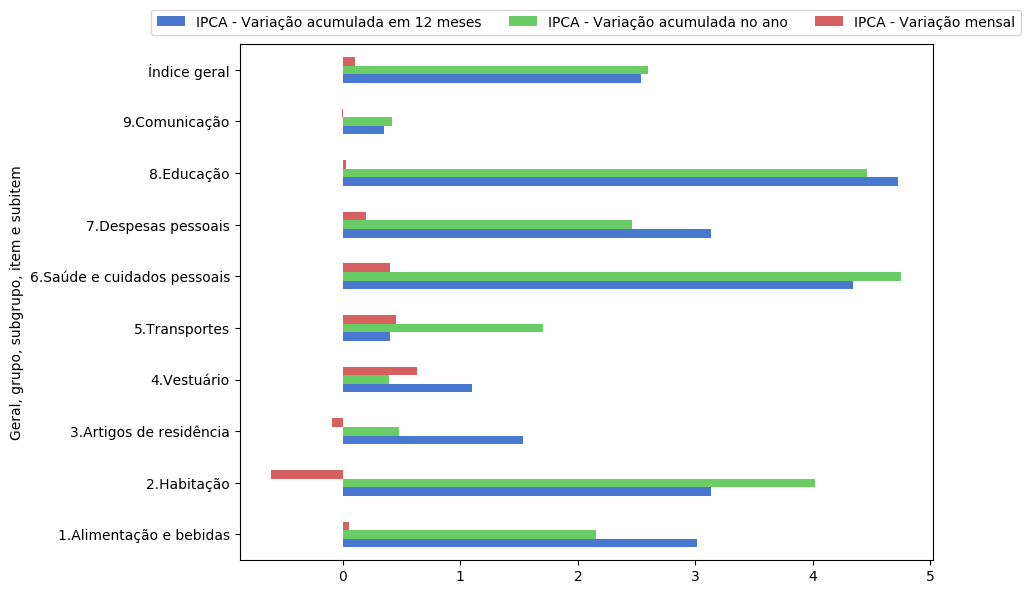 IPCA - Variação acumulada em 12 meses
IPCA - Variação acumulada no ano
IPCA - Variação mensal
Geral, grupo, subgrupo, item e subitem
Índice geral
9.Comunicação
8.Educação
7.Despesas pessoais
6.Saúde e cuidados pessoais
5.Transportes
4.Vestuário
3.Artigos de residência
2.Habitação
1.Alimentação e bebidas
0 1 2 3 4 5